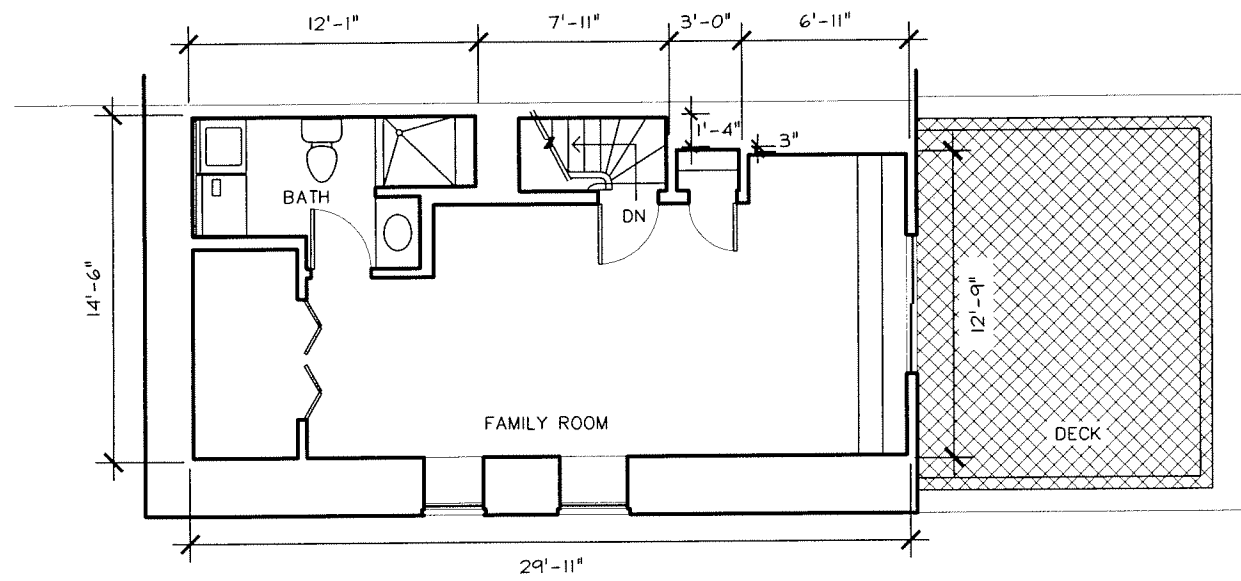 12'-1" 7'-11" 3'-0" 6'-11"
1'-4" 3"
BATH
DN
14'-6"
12'-9"
FAMILY ROOM
DECK
29'-11"